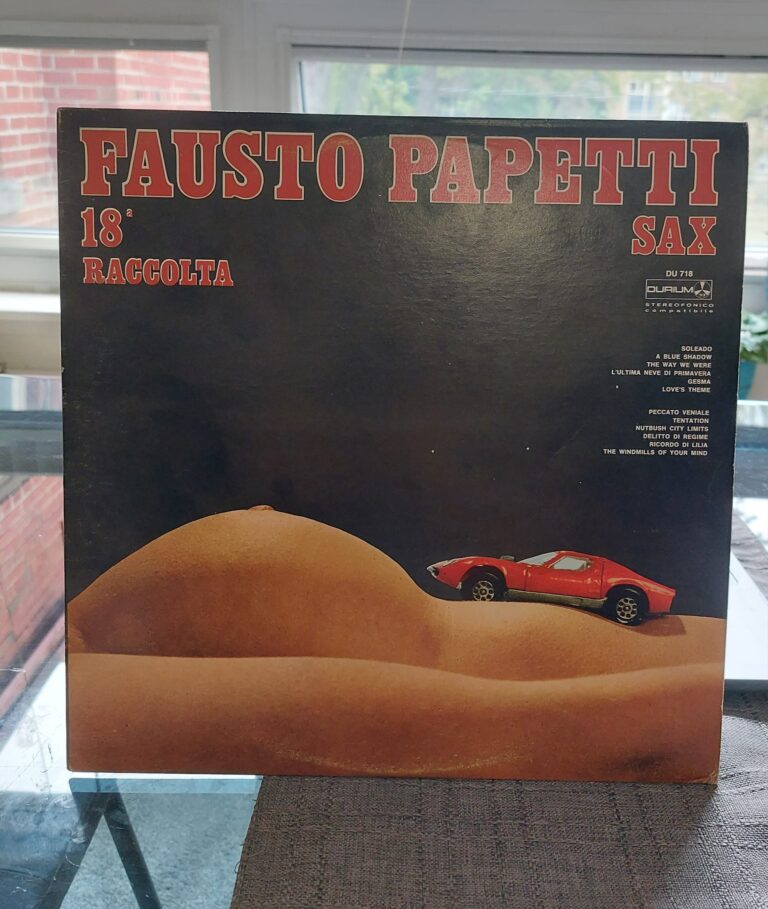 FAUSTO PAPETTI
18ª
RACCOLTA
SAX
DU 718
DURIUM
STEREOFONICO
compatibile
SOLEADO
A BLUE SHADOW
THE WAY WE WERE
L'ULTIMA NEVE DI PRIMAVERA
GESMA
LOVE'S THEME
PECCATO VENIALE
TENTATION
NUTBUSH CITY LIMITS
DELITTO DI REGIME
RICORDO DI LILIA
THE WINDMILLS OF YOUR MIND